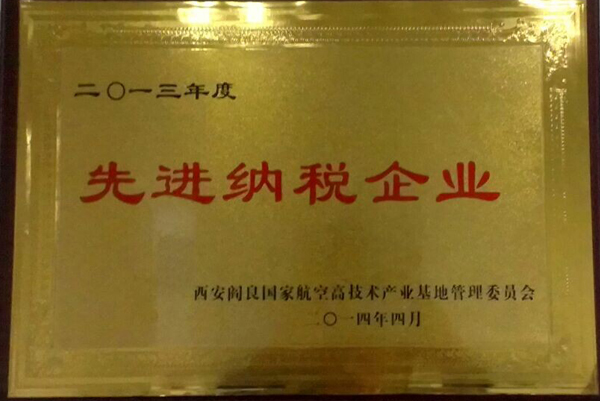 二〇一三年度
先进纳税企业
西安阎良国家航空高技术产业基地管理委员会
二〇一四年四月